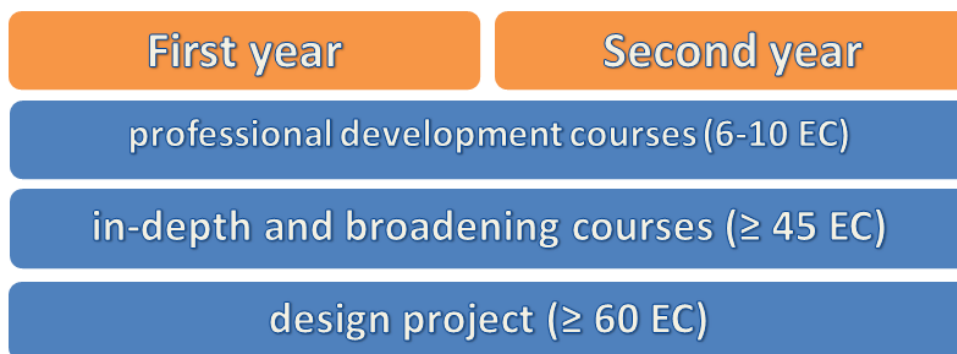 First year
Second year
professional development courses (6-10 EC)
in-depth and broadening courses (≥ 45 EC)
design project (≥ 60 EC)